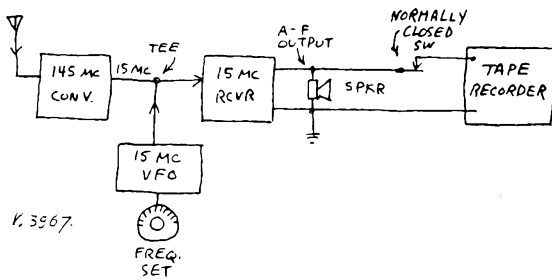 A-F
OUTPUT
NORMALLY
CLOSED
SW
TEE
145 MC
CONV.
15 MC
15 MC
RCVR
SPKR
TAPE
RECORDER
15 MC
VFO
FREQ.
SET
V.3967.